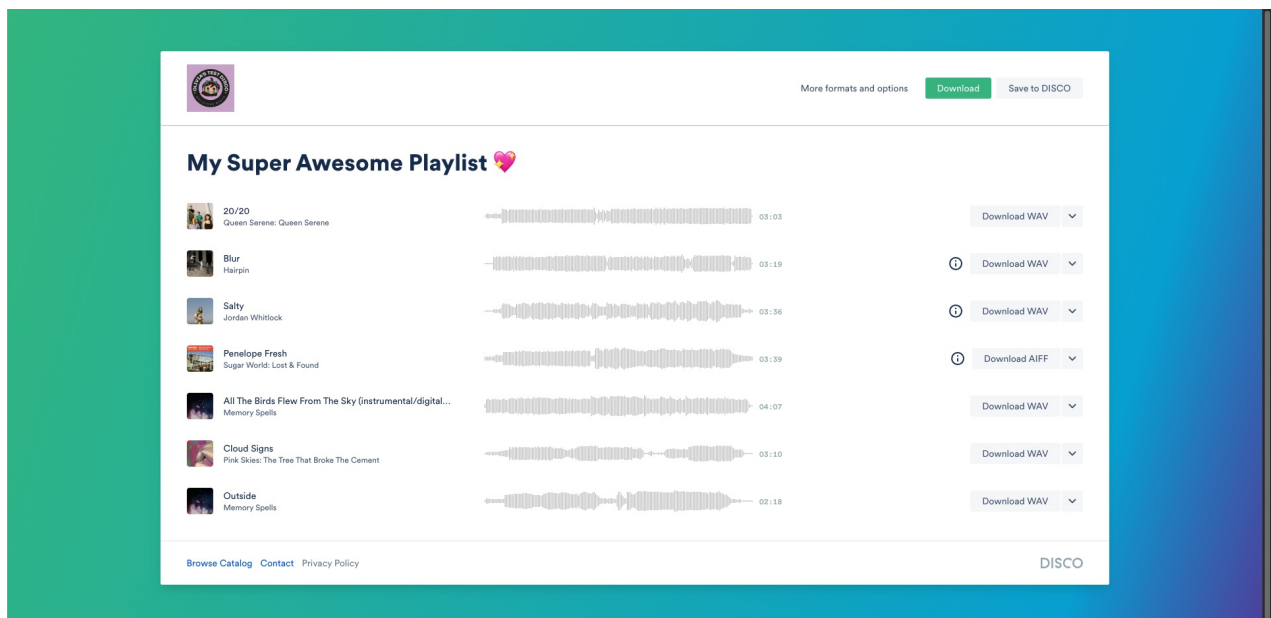 OLIVIA'S TEST DISCO
More formats and options
Download
Save to DISCO
My Super Awesome Playlist 💖
20/20
Queen Serene: Queen Serene
03:03
Download WAV
Blur
Hairpin
03:19
Download WAV
Salty
Jordan Whitlock
03:36
Download WAV
Penelope Fresh
Sugar World: Lost & Found
03:39
Download AIFF
All The Birds Flew From The Sky (instrumental/digital...
Memory Spells
04:07
Download WAV
Cloud Signs
Pink Skies: The Tree That Broke The Cement
03:10
Download WAV
Outside
Memory Spells
02:18
Download WAV
Browse Catalog Contact Privacy Policy
DISCO